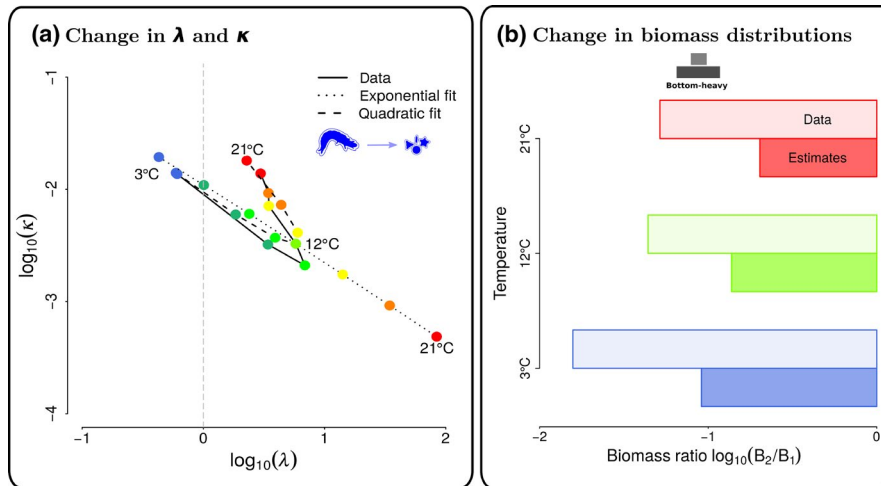 (a) Change in λ and κ
−1
−2
−3
−4
log₁₀(κ)
Data
Exponential fit
Quadratic fit
21°C
3°C
12°C
21°C
−1
0
1
2
log₁₀(λ)
(b) Change in biomass distributions
Bottom-heavy
Data
Estimates
21°C
12°C
3°C
Temperature
−2
−1
0
Biomass ratio log₁₀(B₂/B₁)